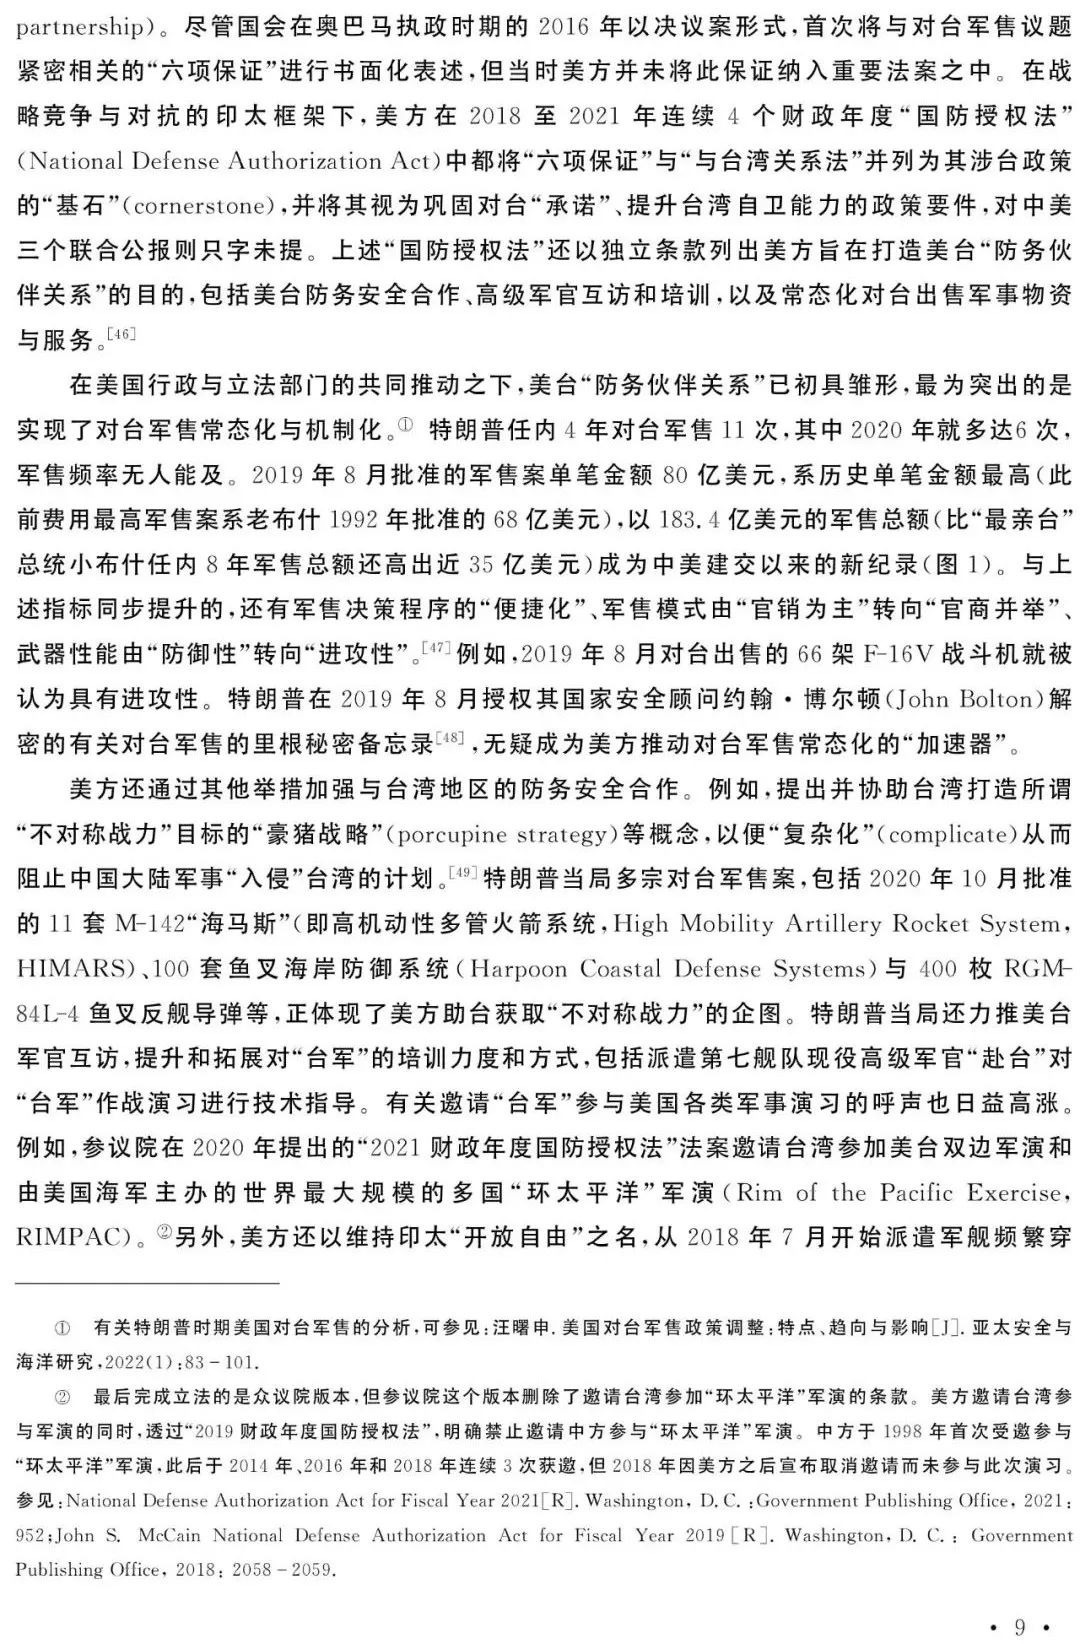 partnership)。尽管国会在奥巴马执政时期的 2016 年以决议案形式,首次将与对台军售议题
紧密相关的“六项保证”进行书面化表述,但当时美方并未将此保证纳入重要法案之中。在战
略竞争与对抗的印太框架下,美方在 2018 至 2021 年连续 4 个财政年度“国防授权法”
(National Defense Authorization Act)中都将“六项保证”与“与台湾关系法”并列为其涉台政策
的“基石”(cornerstone),并将其视为巩固对台“承诺”、提升台湾自卫能力的政策要件,对中美
三个联合公报则只字未提。上述“国防授权法”还以独立条款列出美方旨在打造美台“防务伙
伴关系”的目的,包括美台防务安全合作、高级军官互访和培训,以及常态化对台出售军事物资
与服务。[46]
在美国行政与立法部门的共同推动之下,美台“防务伙伴关系”已初具雏形,最为突出的是
实现了对台军售常态化与机制化。① 特朗普任内 4 年对台军售 11 次,其中 2020 年就多达6 次,
军售频率无人能及。2019 年 8 月批准的军售案单笔金额 80 亿美元,系历史单笔金额最高(此
前费用最高军售案系老布什 1992 年批准的 68 亿美元),以 183.4 亿美元的军售总额(比“最亲台”
总统小布什任内 8 年军售总额还高出近 35 亿美元)成为中美建交以来的新纪录(图 1)。与上
述指标同步提升的,还有军售决策程序的“便捷化”、军售模式由“官销为主”转向“官商并举”、
武器性能由“防御性”转向“进攻性”。[47]例如,2019 年 8 月对台出售的 66 架 F-16V 战斗机就被
认为具有进攻性。特朗普在 2019 年 8 月授权其国家安全顾问约翰·博尔顿(John Bolton)解
密的有关对台军售的里根秘密备忘录[48],无疑成为美方推动对台军售常态化的“加速器”。
美方还通过其他举措加强与台湾地区的防务安全合作。例如,提出并协助台湾打造所谓
“不对称战力”目标的“豪猪战略”(porcupine strategy)等概念,以便“复杂化”(complicate)从而
阻止中国大陆军事“入侵”台湾的计划。[49]特朗普当局多宗对台军售案,包括 2020 年 10 月批准
的 11 套 M-142“海马斯”(即高机动性多管火箭系统,High Mobility Artillery Rocket System,
HIMARS)、100 套鱼叉海岸防御系统(Harpoon Coastal Defense Systems)与 400 枚 RGM-
84L-4 鱼叉反舰导弹等,正体现了美方助台获取“不对称战力”的企图。特朗普当局还力推美台
军官互访,提升和拓展对“台军”的培训力度和方式,包括派遣第七舰队现役高级军官“赴台”对
“台军”作战演习进行技术指导。有关邀请“台军”参与美国各类军事演习的呼声也日益高涨。
例如,参议院在 2020 年提出的“2021 财政年度国防授权法”法案邀请台湾参加美台双边军演和
由美国海军主办的世界最大规模的多国“环太平洋”军演(Rim of the Pacific Exercise,
RIMPAC)。②另外,美方还以维持印太“开放自由”之名,从 2018 年 7 月开始派遣军舰频繁穿
① 有关特朗普时期美国对台军售的分析,可参见:汪曙申.美国对台军售政策调整:特点、趋向与影响[J].亚太安全与
海洋研究,2022(1):83-101.
② 最后完成立法的是众议院版本,但参议院这个版本删除了邀请台湾参加“环太平洋”军演的条款。美方邀请台湾参
与军演的同时,透过“2019 财政年度国防授权法”,明确禁止邀请中方参与“环太平洋”军演。中方于 1998 年首次受邀参与
“环太平洋”军演,此后于 2014 年、2016 年和 2018 年连续 3 次获邀,但 2018 年因美方之后宣布取消邀请而未参与此次演习。
参见:National Defense Authorization Act for Fiscal Year 2021[R]. Washington, D.C.:Government Publishing Office, 2021:
952;John S. McCain National Defense Authorization Act for Fiscal Year 2019[R]. Washington, D. C.: Government
Publishing Office, 2018: 2058-2059.
· 9 ·